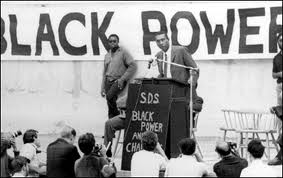 BLACK POWER
S.D.S.
BLACK
POWER
AND ITS
CHALLENGES